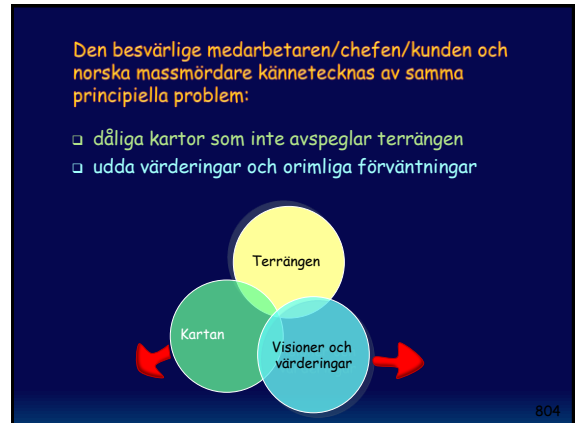 Den besvärlige medarbetaren/chefen/kunden och
norska massmördare kännetecknas av samma
principiella problem:
dåliga kartor som inte avspeglar terrängen
udda värderingar och orimliga förväntningar
Terrängen
Kartan
Visioner och
värderingar
804